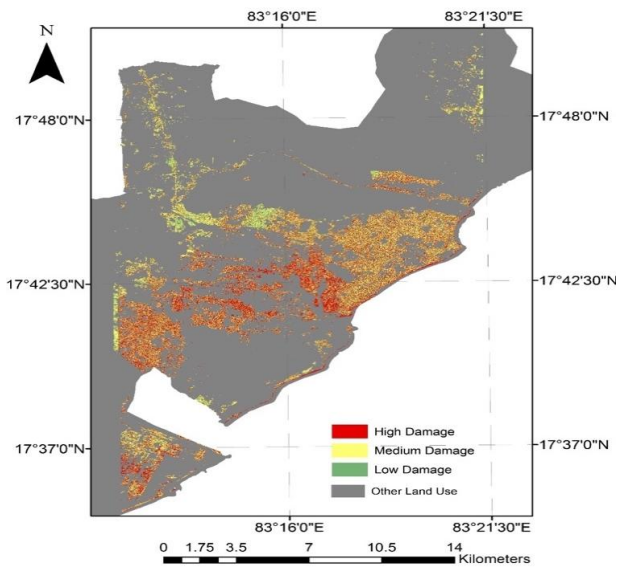 83°16'0"E 83°21'30"E
N
17°48'0"N 17°48'0"N
17°42'30"N 17°42'30"N
High Damage
Medium Damage
Low Damage
Other Land Use
17°37'0"N 17°37'0"N
83°16'0"E 83°21'30"E
0 1.75 3.5 7 10.5 14
Kilometers